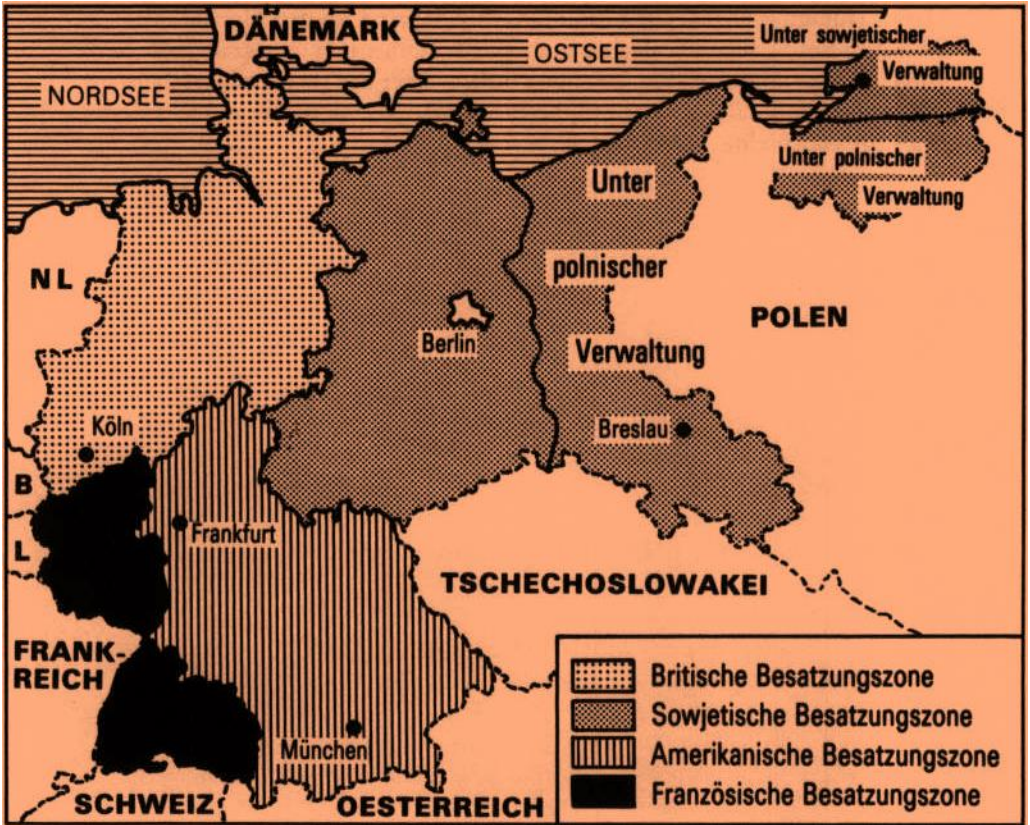 DÄNEMARK
OSTSEE
Unter sowjetischer
Verwaltung
NORDSEE
Unter polnischer
Verwaltung
Unter
polnischer
Verwaltung
NL
POLEN
Berlin
Köln
Breslau
B
Frankfurt
L
TSCHECHOSLOWAKEI
FRANK-
REICH
München
SCHWEIZ
OESTERREICH
Britische Besatzungszone
Sowjetische Besatzungszone
Amerikanische Besatzungszone
Französische Besatzungszone